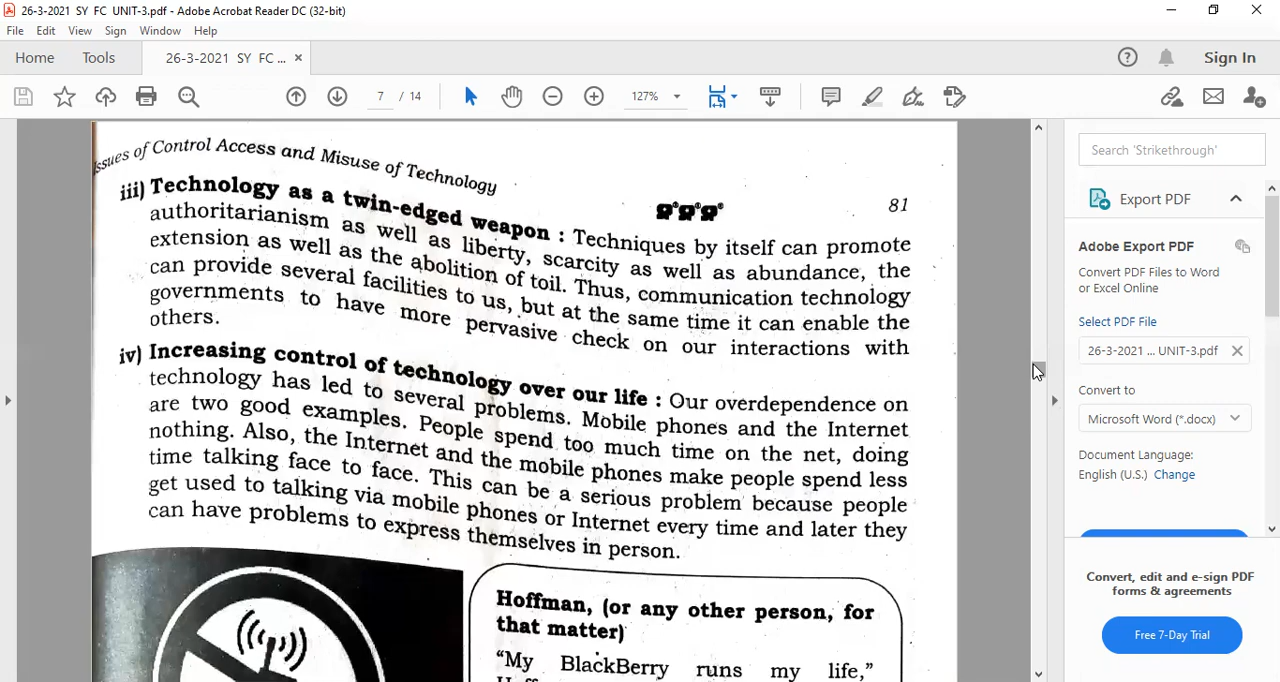 26-3-2021 SY FC UNIT-3.pdf - Adobe Acrobat Reader DC (32-bit)
File Edit View Sign Window Help
Home Tools 26-3-2021 SY FC ... × Sign In
7 / 14 127%
Issues of Control Access and Misuse of Technology
81
iii) Technology as a twin-edged weapon : Techniques by itself can promote
authoritarianism as well as liberty, scarcity as well as abundance, the
extension as well as the abolition of toil. Thus, communication technology
can provide several facilities to us, but at the same time it can enable the
governments to have more pervasive check on our interactions with
others.
iv) Increasing control of technology over our life : Our overdependence on
technology has led to several problems. Mobile phones and the Internet
are two good examples. People spend too much time on the net, doing
nothing. Also, the Internet and the mobile phones make people spend less
time talking face to face. This can be a serious problem because people
get used to talking via mobile phones or Internet every time and later they
can have problems to express themselves in person.
Hoffman, (or any other person, for
that matter)
"My BlackBerry runs my life,"
Search 'Strikethrough'
Export PDF
Adobe Export PDF
Convert PDF Files to Word
or Excel Online
Select PDF File
26-3-2021 ... UNIT-3.pdf
Convert to
Microsoft Word (*.docx)
Document Language:
English (U.S.) Change
Convert, edit and e-sign PDF
forms & agreements
Free 7-Day Trial